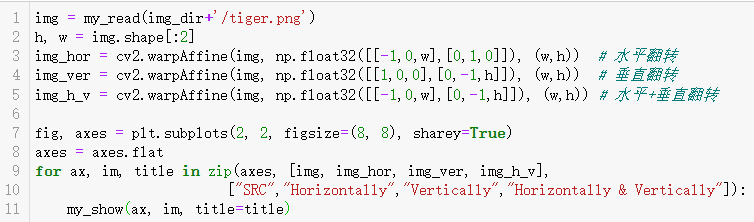 1 img = my_read(img_dir+'/tiger.png')
2 h, w = img.shape[:2]
3 img_hor = cv2.warpAffine(img, np.float32([[-1,0,w],[0,1,0]]), (w,h))  # 水平翻转
4 img_ver = cv2.warpAffine(img, np.float32([[1,0,0],[0,-1,h]]), (w,h))  # 垂直翻转
5 img_h_v = cv2.warpAffine(img, np.float32([[-1,0,w],[0,-1,h]]), (w,h)) # 水平+垂直翻转
6
7 fig, axes = plt.subplots(2, 2, figsize=(8, 8), sharey=True)
8 axes = axes.flat
9 for ax, im, title in zip(axes, [img, img_hor, img_ver, img_h_v],
10                         ["SRC","Horizontally","Vertically","Horizontally & Vertically"]):
11     my_show(ax, im, title=title)